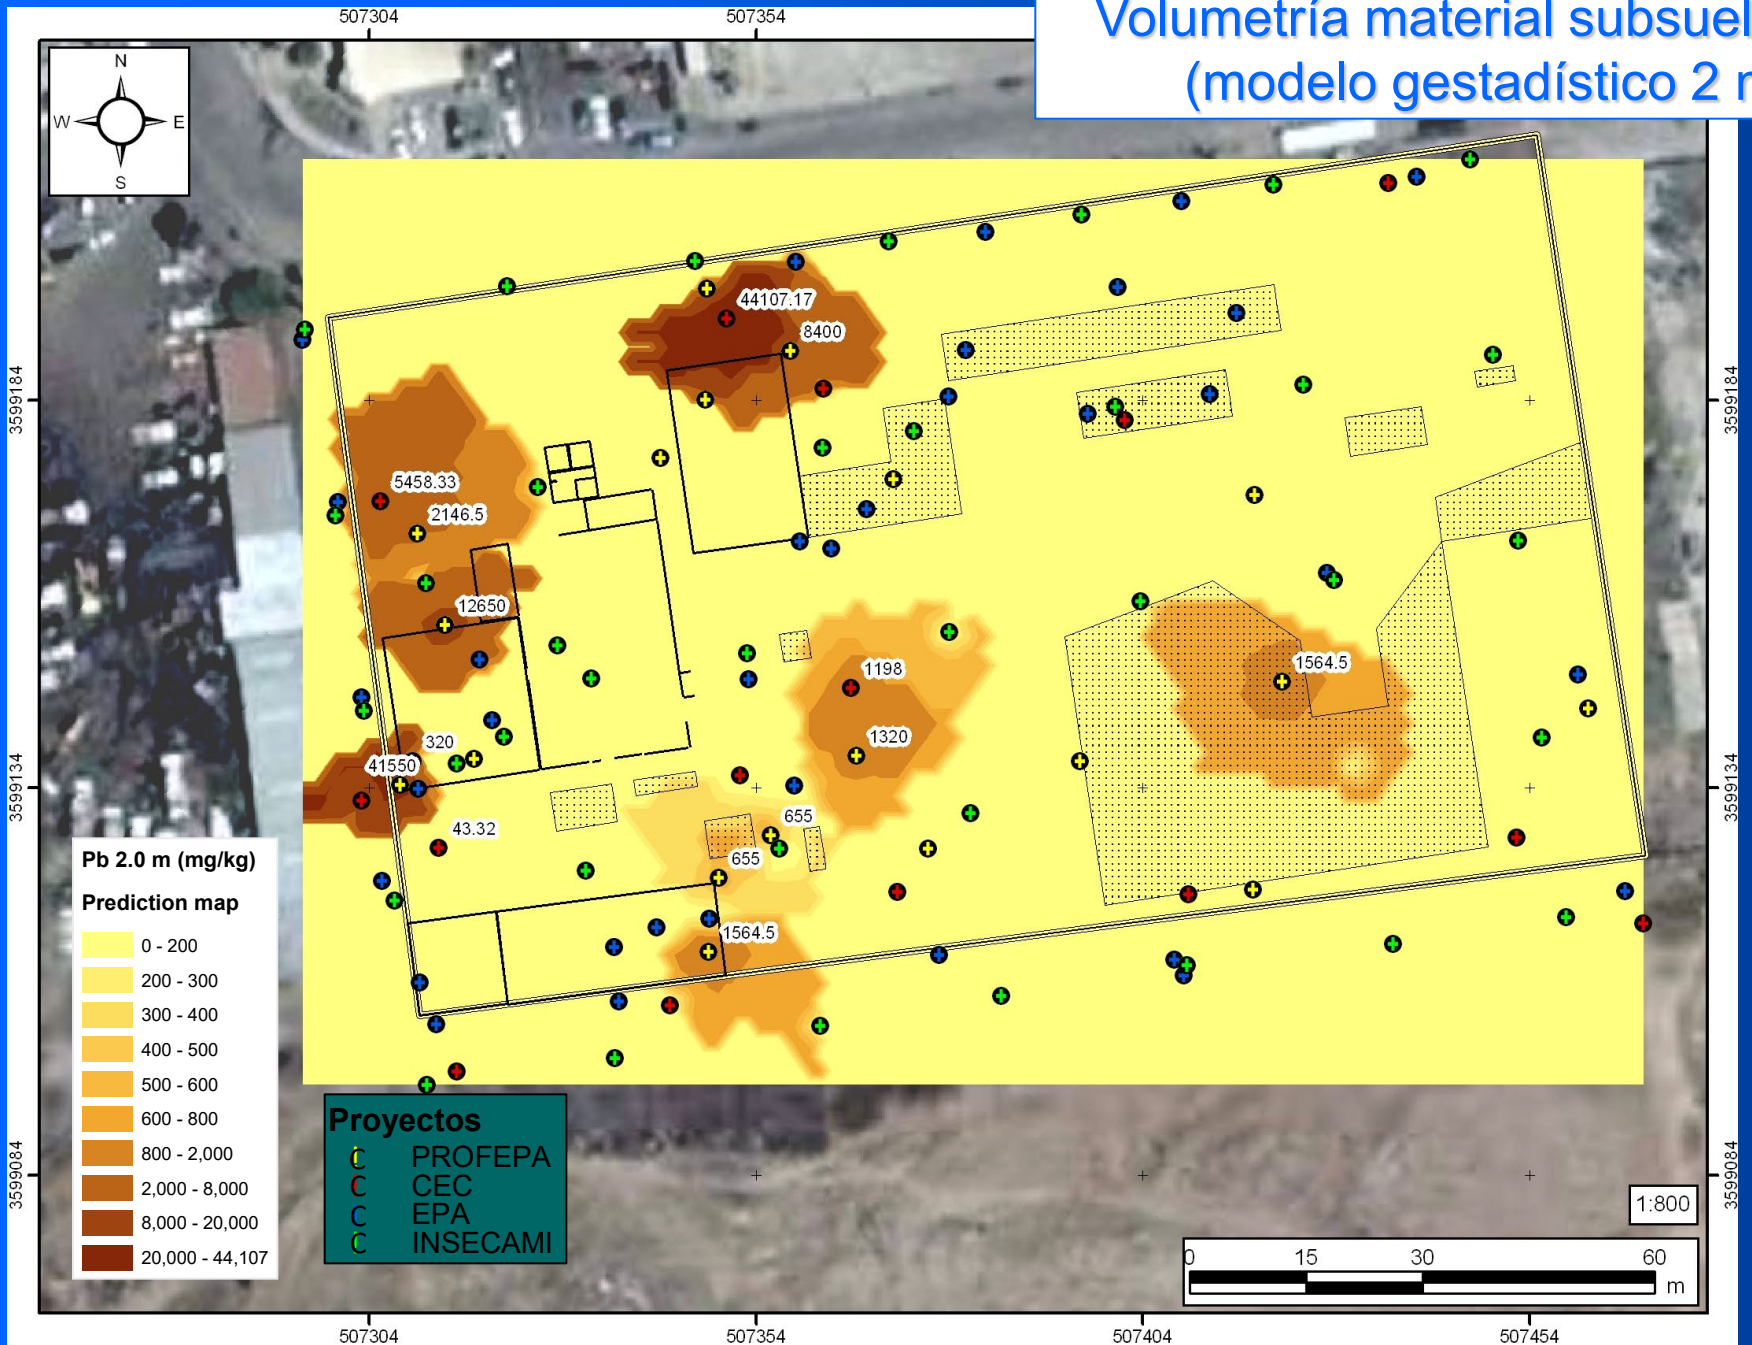 Volumetría material subsuel
(modelo gestadístico 2 m
507304
507354
N
W
E
S
3599184
3599184
3599134
3599134
3599084
3599084
44107.17
8400
5458.33
2146.5
12650
1198
1564.5
1320
320
41550
43.32
655
655
1564.5
Pb 2.0 m (mg/kg)
Prediction map
0 - 200
200 - 300
300 - 400
400 - 500
500 - 600
600 - 800
800 - 2,000
2,000 - 8,000
8,000 - 20,000
20,000 - 44,107
Proyectos
C PROFEPA
C CEC
C EPA
C INSECAMI
1:800
0 15 30 60
m
507304
507354
507404
507454